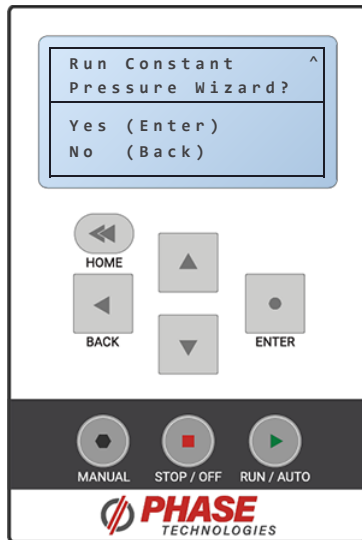 Run Constant ^
Pressure Wizard?
Yes (Enter)
No (Back)
HOME
BACK
ENTER
MANUAL
STOP / OFF
RUN / AUTO
PHASE
TECHNOLOGIES